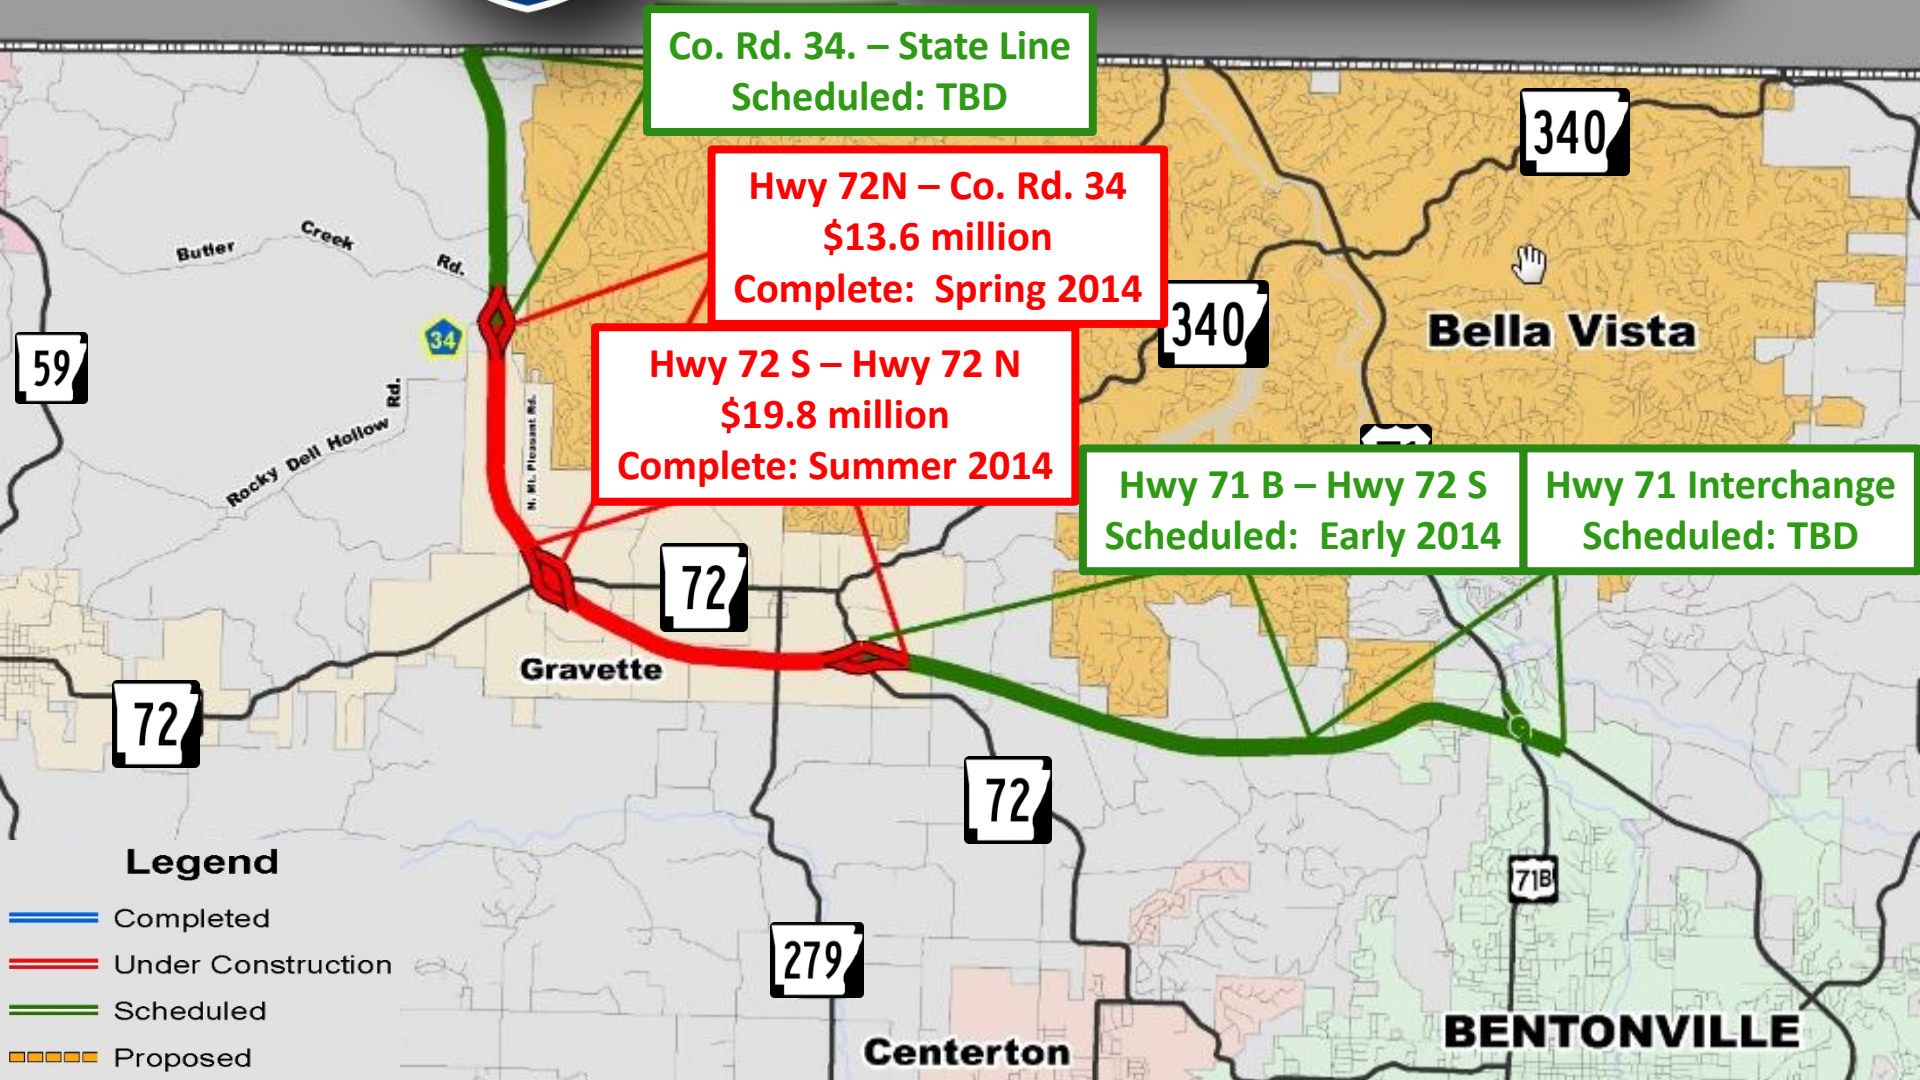 Co. Rd. 34. – State Line
Scheduled: TBD
Hwy 72N – Co. Rd. 34
$13.6 million
Complete:  Spring 2014
Hwy 72 S – Hwy 72 N
$19.8 million
Complete: Summer 2014
Hwy 71 B – Hwy 72 S
Scheduled:  Early 2014
Hwy 71 Interchange
Scheduled: TBD
340
340
Butler Creek Rd.
34
59
Bella Vista
Rocky Dell Hollow Rd.
N. Mt. Pleasant Rd.
72
Gravette
72
72
71B
279
Centerton
BENTONVILLE
Legend
Completed
Under Construction
Scheduled
Proposed